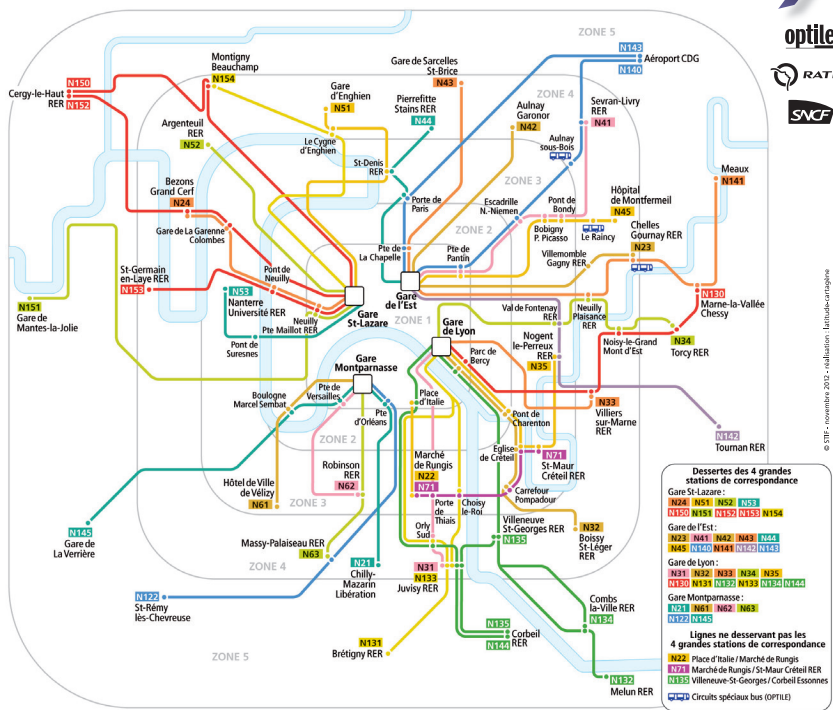 ZONE 5
optile
RATP
SNCF
N143
N140
Aéroport CDG
Montigny
Beauchamp
N154
Gare de Sarcelles
St-Brice
N43
N150
Cergy-le-Haut
RER
N152
Gare
d'Enghien
N51
Pierrefitte
Stains RER
N44
ZONE 4
Sevran-Livry
RER
N41
Argenteuil
RER
N52
Aulnay
Garonor
N42
Le Cygne
d'Enghien
Aulnay
sous-Bois
St-Denis
RER
Meaux
N141
Bezons
Grand Cerf
N24
ZONE 3
Porte de
Paris
Escadrille
N.-Niemen
Pont de
Bondy
Hôpital
de Montfermeil
N45
Gare de La Garenne
Colombes
ZONE 2
Bobigny
P. Picasso
Le Raincy
Chelles
Gournay RER
N23
Pte de
La Chapelle
Pte de
Pantin
Villemomble
Gagny RER
St-Germain
en-Laye RER
N153
Pont de
Neuilly
N53
Nanterre
Université RER
Gare
de l'Est
N130
Marne-la-Vallée
Chessy
N151
Gare de
Mantes-la-Jolie
Neuilly
Pte Maillot RER
Gare
St-Lazare
ZONE 1
Gare
de Lyon
Val de Fontenay
RER
Neuilly
Plaisance
RER
Pont de
Suresnes
Noisy-le-Grand
Mont d'Est
N34
Torcy RER
Nogent
le-Perreux
RER
N35
Parc de
Bercy
Gare
Montparnasse
Boulogne
Marcel Sembat
Pte de
Versailles
Place
d'Italie
Pte
d'Orléans
Pont de
Charenton
N33
Villiers
sur-Marne
RER
N142
Tournan RER
ZONE 2
Eglise
de Créteil
N71
St-Maur
Créteil RER
Robinson
RER
N62
Marché
de Rungis
N22
N71
Hôtel de Ville
de Vélizy
N61
ZONE 3
Porte
de
Thiais
Choisy
le-Roi
Carrefour
Pompadour
N145
Gare de
La Verrière
Orly
Sud
Villeneuve
St-Georges RER
N135
N32
Boissy
St-Léger
RER
Massy-Palaiseau RER
N63
ZONE 4
N21
Chilly-
Mazarin
Libération
N31
N133
Juvisy RER
N122
St-Rémy
lès-Chevreuse
Combs
la-Ville RER
N134
N135
Corbeil
RER
N144
ZONE 5
N131
Brétigny RER
N132
Melun RER
Dessertes des 4 grandes
stations de correspondance
Gare St-Lazare :
N24 N51 N52 N53
N150 N151 N152 N153 N154
Gare de l'Est :
N23 N41 N42 N43 N44
N45 N140 N141 N142 N143
Gare de Lyon :
N31 N32 N33 N34 N35
N130 N131 N132 N133 N134 N144
Gare Montparnasse :
N21 N61 N62 N63
N122 N145
Lignes ne desservant pas les
4 grandes stations de correspondance
N22 Place d'Italie / Marché de Rungis
N71 Marché de Rungis / St-Maur Créteil RER
N135 Villeneuve-St-Georges / Corbeil Essonnes
Circuits spéciaux bus (OPTILE)
© STIF - novembre 2012 - réalisation : latitude-cartagène